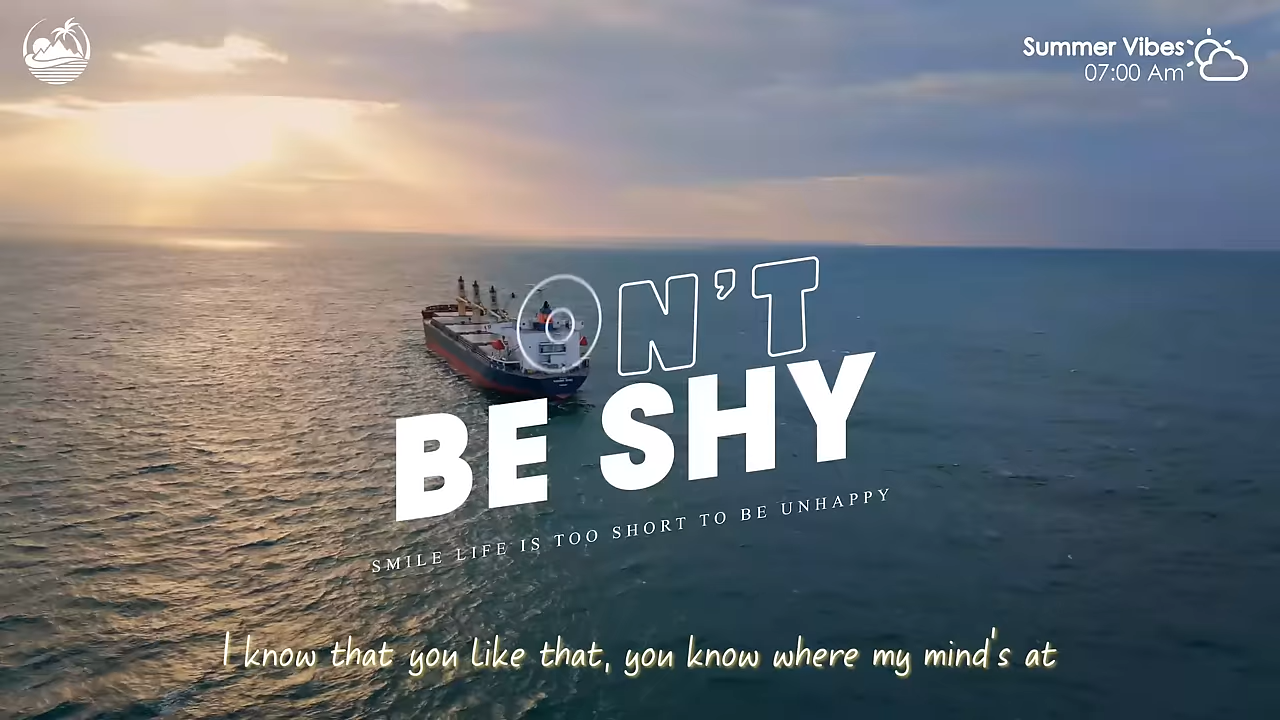 Summer Vibes
07:00 Am
ON'T
BE SHY
SMILE LIFE IS TOO SHORT TO BE UNHAPPY
I know that you like that, you know where my mind's at